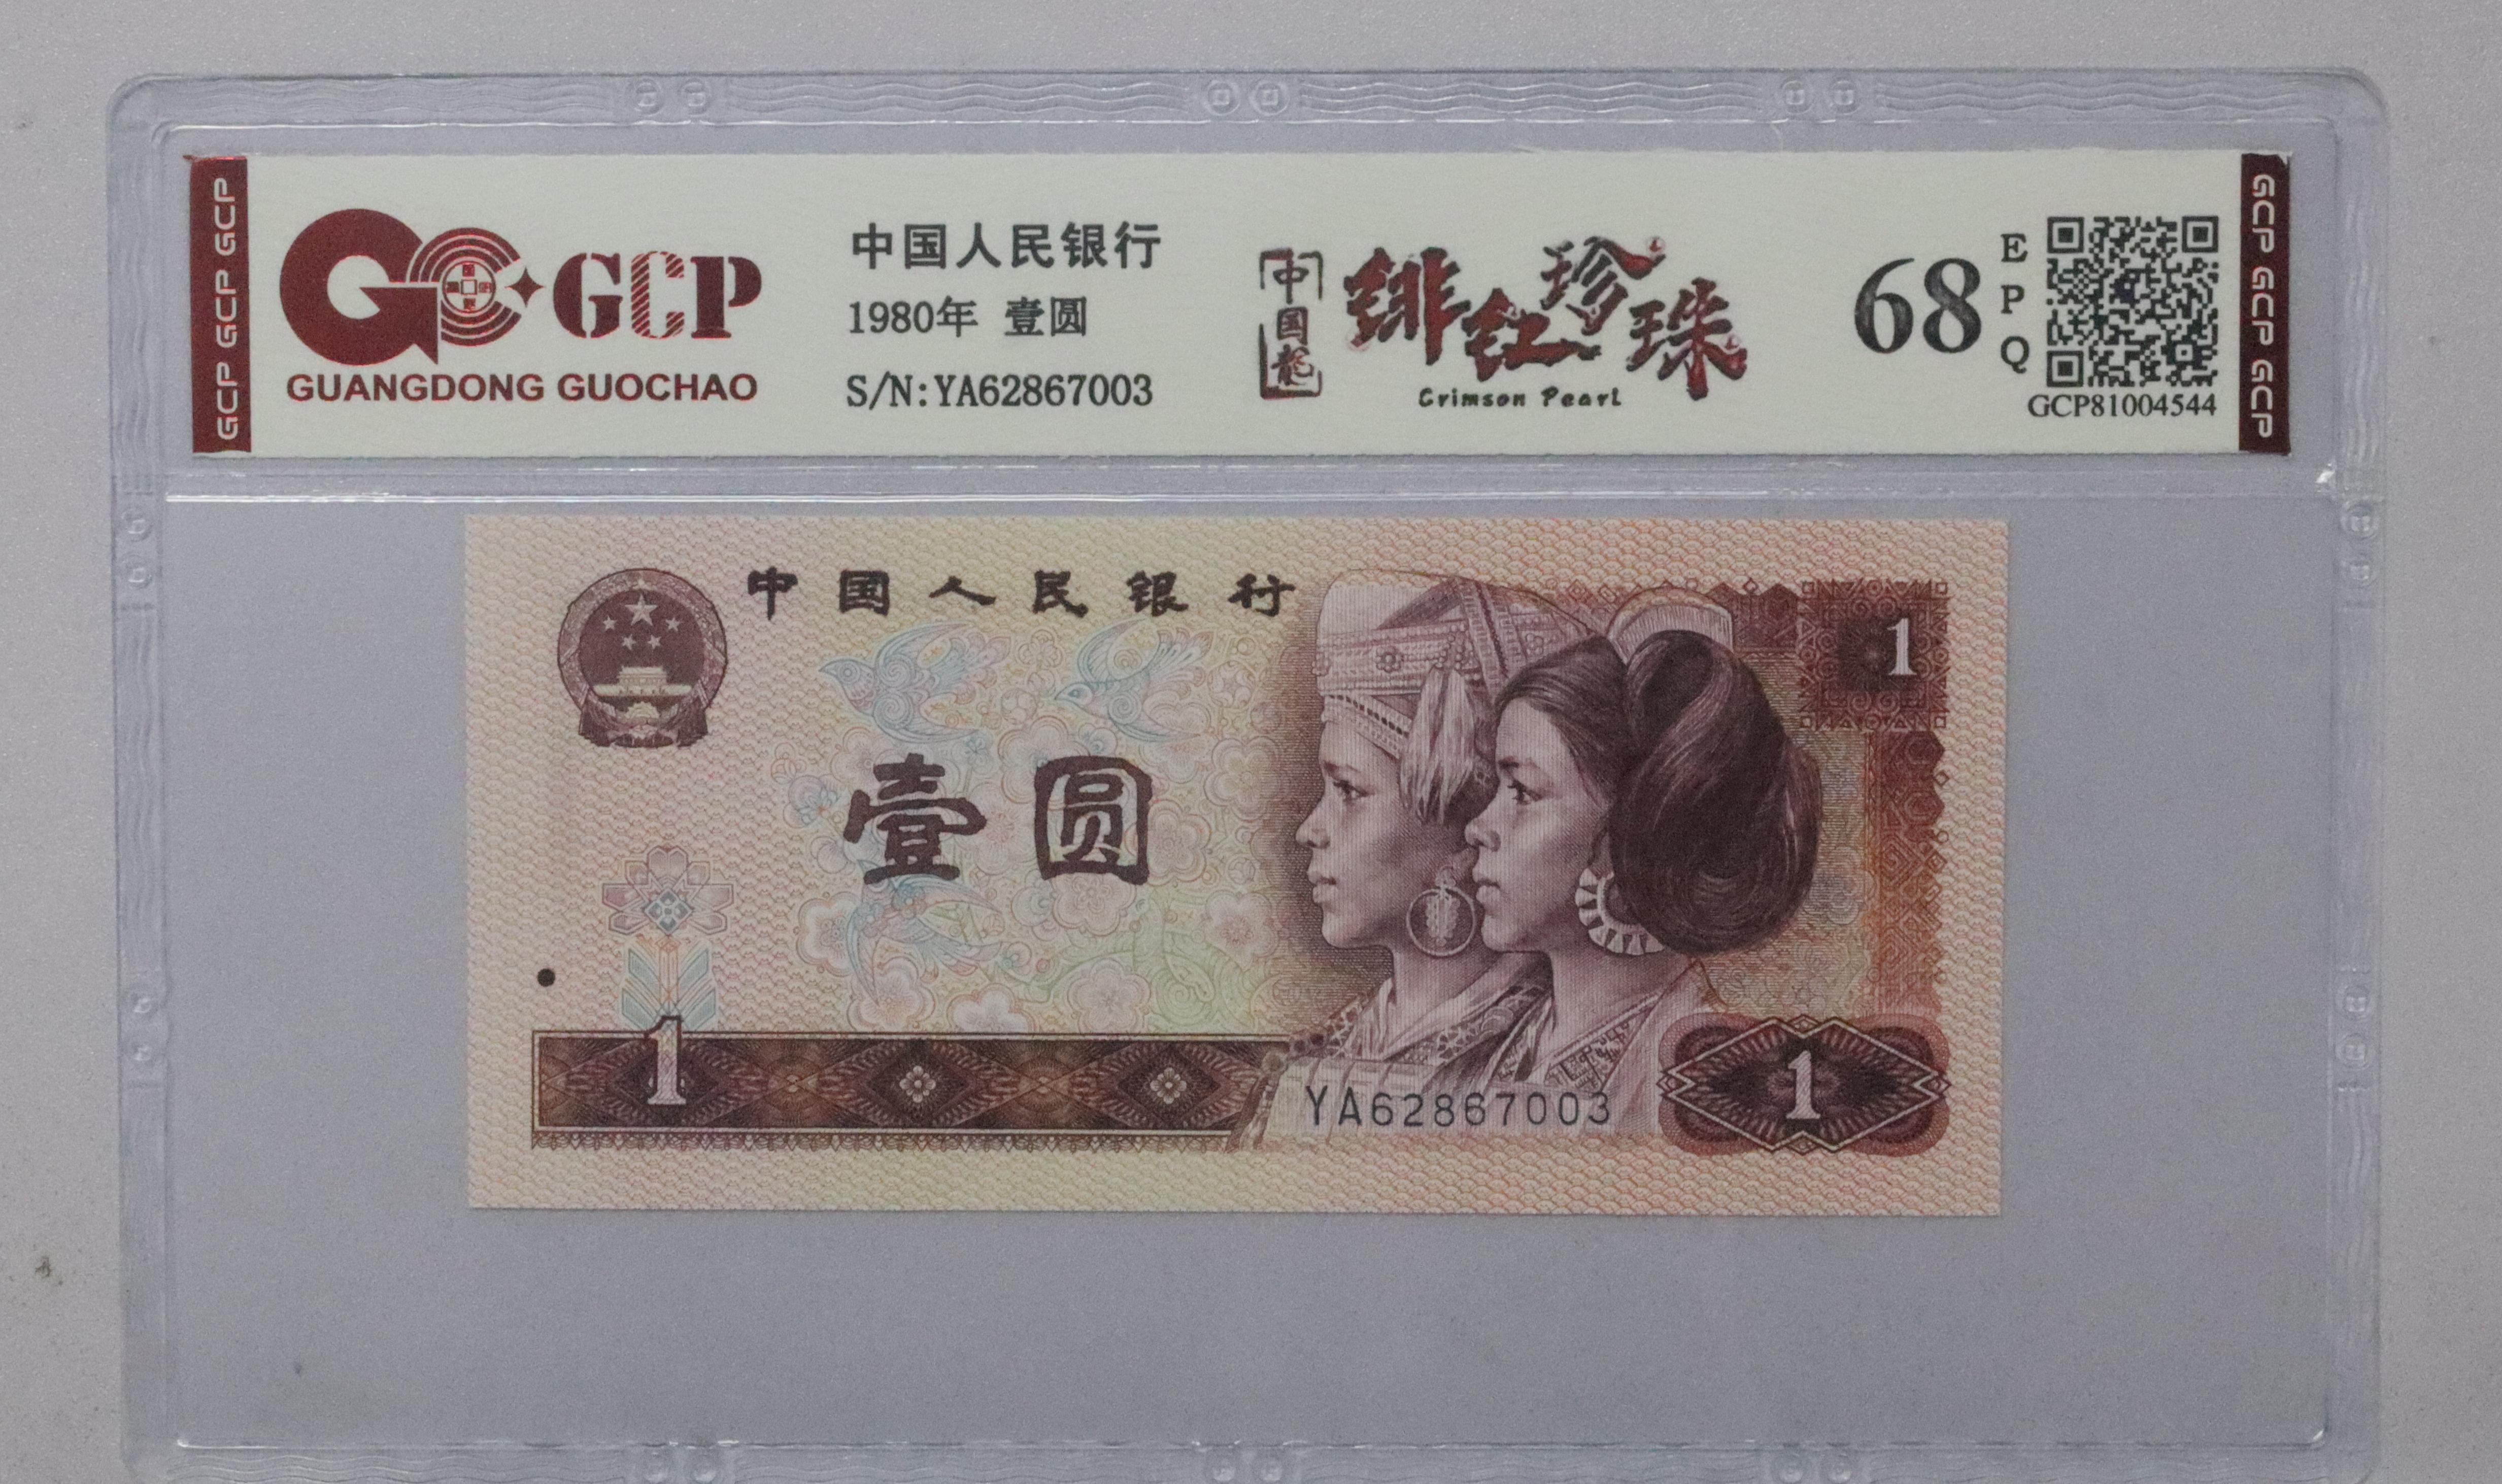 GCP GCP GCP
GCP
GUANGDONG GUOCHAO
中国人民银行
1980年 壹圆
S/N:YA62867003
中国龍
绯红珍珠
Crimson Pearl
68
EPQ
GCP81004544
GCP GCP GCP
中国人民银行
1
壹圆
1
YA62867003
1